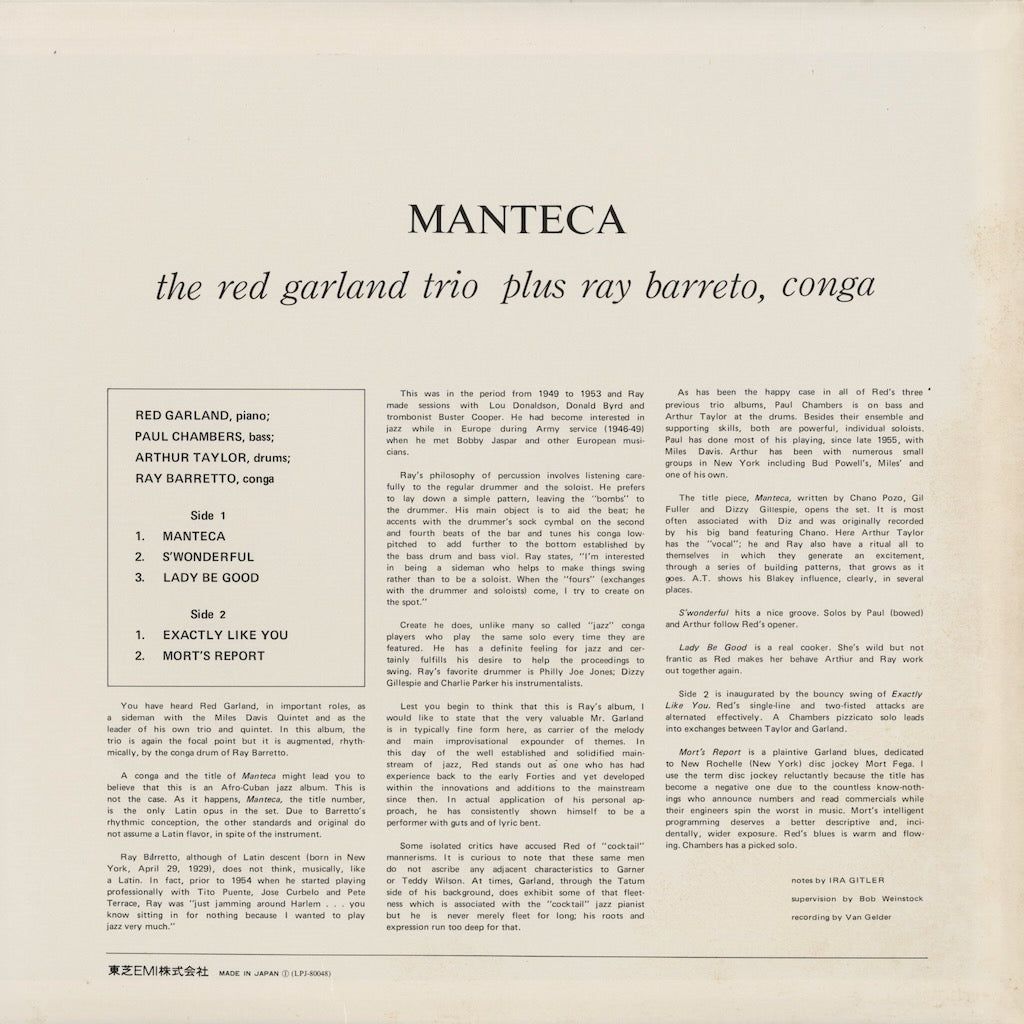 MANTECA
the red garland trio plus ray barreto, conga
RED GARLAND, piano;
PAUL CHAMBERS, bass;
ARTHUR TAYLOR, drums;
RAY BARRETTO, conga
Side 1
1. MANTECA
2. S'WONDERFUL
3. LADY BE GOOD
Side 2
1. EXACTLY LIKE YOU
2. MORT'S REPORT
You have heard Red Garland, in important roles, as
a sideman with the Miles Davis Quintet and as the
leader of his own trio and quintet. In this album, the
trio is again the focal point but it is augmented, rhyth-
mically, by the conga drum of Ray Barretto.
A conga and the title of Manteca might lead you to
believe that this is an Afro-Cuban jazz album. This is
not the case. As it happens, Manteca, the title number,
is the only Latin opus in the set. Due to Barretto's
rhythmic conception, the other standards and original do
not assume a Latin flavor, in spite of the instrument.
Ray Barretto, although of Latin descent (born in New
York, April 29, 1929), does not think, musically, like
a Latin. In fact, prior to 1954 when he started playing
professionally with Tito Puente, Jose Curbelo and Pete
Terrace, Ray was "just jamming around Harlem . . . you
know sitting in for nothing because I wanted to play
jazz very much."
This was in the period from 1949 to 1953 and Ray
made sessions with Lou Donaldson, Donald Byrd and
trombonist Buster Cooper. He had become interested in
jazz while in Europe during Army service (1946-49)
when he met Bobby Jaspar and other European musi-
cians.
Ray's philosophy of percussion involves listening care-
fully to the regular drummer and the soloist. He prefers
to lay down a simple pattern, leaving the "bombs" to
the drummer. His main object is to aid the beat; he
accents with the drummer's sock cymbal on the second
and fourth beats of the bar and tunes his conga low-
pitched to add further to the bottom established by
the bass drum and bass viol. Ray states, "I'm interested
in being a sideman who helps to make things swing
rather than to be a soloist. When the "fours" (exchanges
with the drummer and soloists) come, I try to create on
the spot."
Create he does, unlike many so called "jazz" conga
players who play the same solo every time they are
featured. He has a definite feeling for jazz and cer-
tainly fulfills his desire to help the proceedings to
swing. Ray's favorite drummer is Philly Joe Jones; Dizzy
Gillespie and Charlie Parker his instrumentalists.
Lest you begin to think that this is Ray's album, I
would like to state that the very valuable Mr. Garland
is in typically fine form here, as carrier of the melody
and main improvisational expounder of themes. In
this day of the well established and solidified main-
stream of jazz, Red stands out as one who has had
experience back to the early Forties and yet developed
within the innovations and additions to the mainstream
since then. In actual application of his personal ap-
proach, he has consistently shown himself to be a
performer with guts and of lyric bent.
Some isolated critics have accused Red of "cocktail"
mannerisms. It is curious to note that these same men
do not ascribe any adjacent characteristics to Garner
or Teddy Wilson. At times, Garland, through the Tatum
side of his background, does exhibit some of that fleet-
ness which is associated with the "cocktail" jazz pianist
but he is never merely fleet for long; his roots and
expression run too deep for that.
As has been the happy case in all of Red's three
previous trio albums, Paul Chambers is on bass and
Arthur Taylor at the drums. Besides their ensemble and
supporting skills, both are powerful, individual soloists.
Paul has done most of his playing, since late 1955, with
Miles Davis. Arthur has been with numerous small
groups in New York including Bud Powell's, Miles' and
one of his own.
The title piece, Manteca, written by Chano Pozo, Gil
Fuller and Dizzy Gillespie, opens the set. It is most
often associated with Diz and was originally recorded
by his big band featuring Chano. Here Arthur Taylor
has the "vocal"; he and Ray also have a ritual all to
themselves in which they generate an excitement,
through a series of building patterns, that grows as it
goes. A.T. shows his Blakey influence, clearly, in several
places.
S'wonderful hits a nice groove. Solos by Paul (bowed)
and Arthur follow Red's opener.
Lady Be Good is a real cooker. She's wild but not
frantic as Red makes her behave Arthur and Ray work
out together again.
Side 2 is inaugurated by the bouncy swing of Exactly
Like You. Red's single-line and two-fisted attacks are
alternated effectively. A Chambers pizzicato solo leads
into exchanges between Taylor and Garland.
Mort's Report is a plaintive Garland blues, dedicated
to New Rochelle (New York) disc jockey Mort Fega. I
use the term disc jockey reluctantly because the title has
become a negative one due to the countless know-noth-
ings who announce numbers and read commercials while
their engineers spin the worst in music. Mort's intelligent
programming deserves a better descriptive and, inci-
dentally, wider exposure. Red's blues is warm and flow-
ing. Chambers has a picked solo.
notes by IRA GITLER
supervision by Bob Weinstock
recording by Van Gelder
東芝EMI株式会社 MADE IN JAPAN Ⓣ (LPJ-80048)